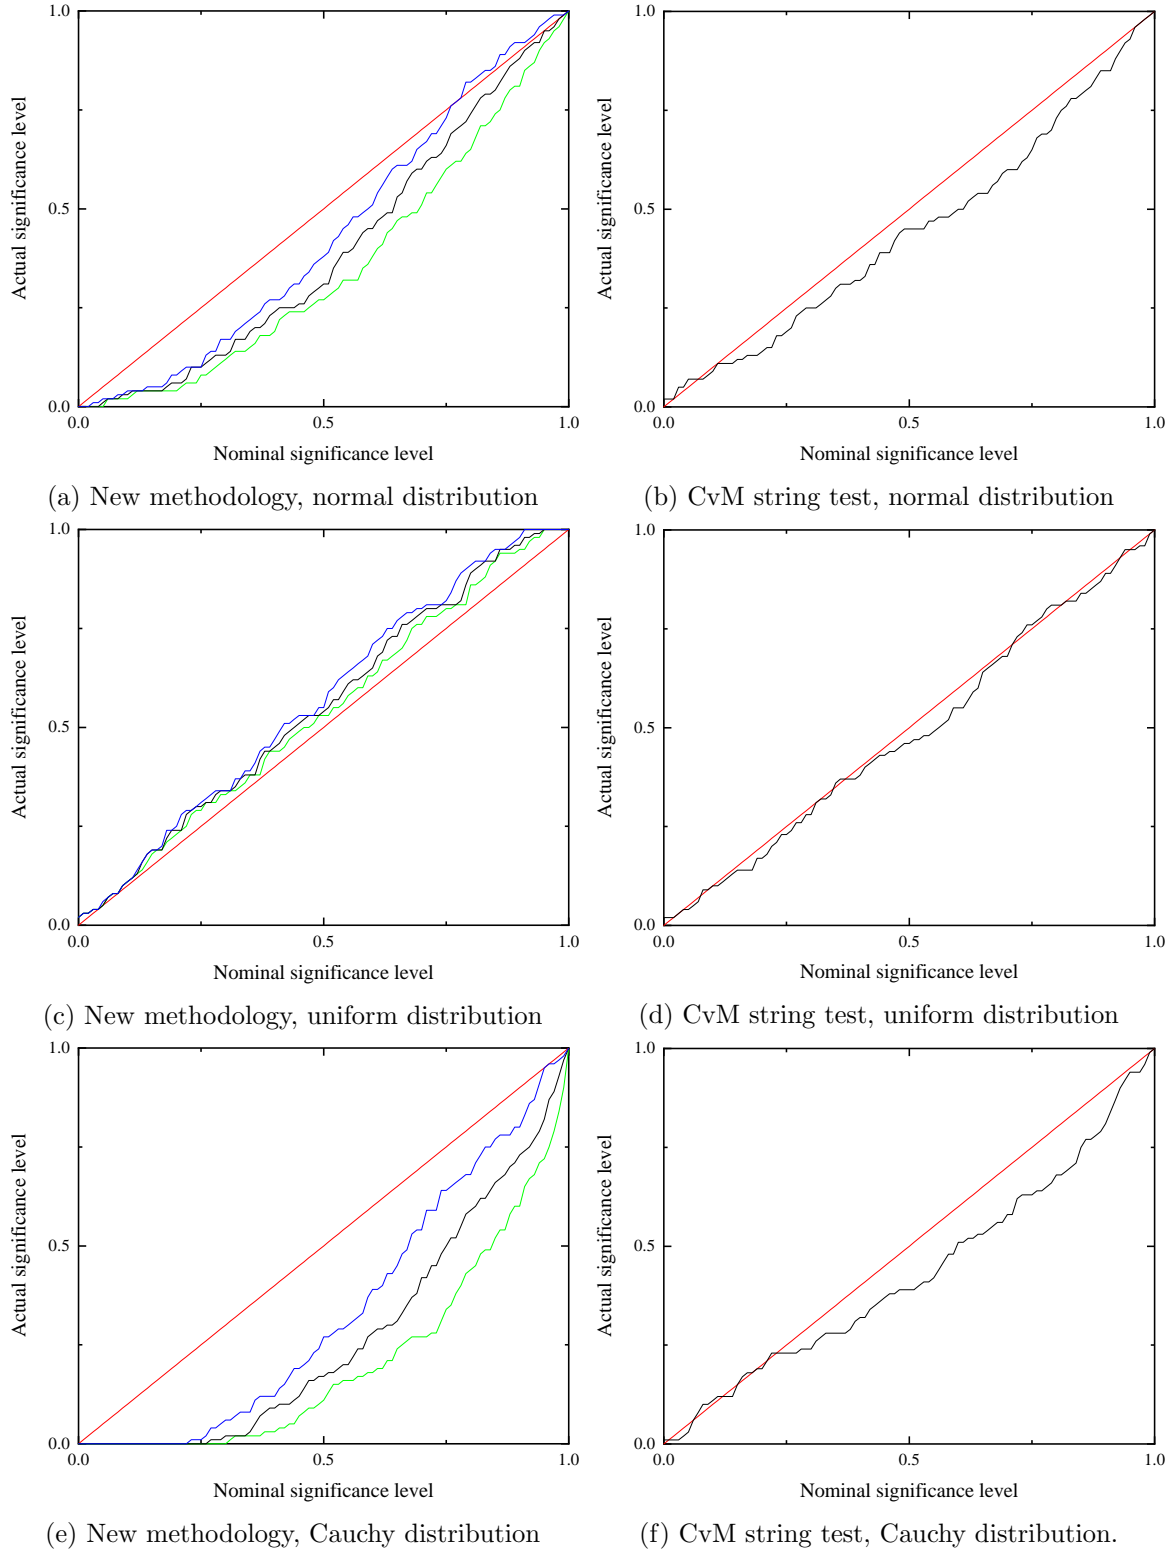 1.0
0.5
0.0
0.0
0.5
1.0
Actual significance level
Nominal significance level
(a) New methodology, normal distribution
1.0
0.5
0.0
0.0
0.5
1.0
Actual significance level
Nominal significance level
(b) CvM string test, normal distribution
1.0
0.5
0.0
0.0
0.5
1.0
Actual significance level
Nominal significance level
(c) New methodology, uniform distribution
1.0
0.5
0.0
0.0
0.5
1.0
Actual significance level
Nominal significance level
(d) CvM string test, uniform distribution
1.0
0.5
0.0
0.0
0.5
1.0
Actual significance level
Nominal significance level
(e) New methodology, Cauchy distribution
1.0
0.5
0.0
0.0
0.5
1.0
Actual significance level
Nominal significance level
(f) CvM string test, Cauchy distribution.